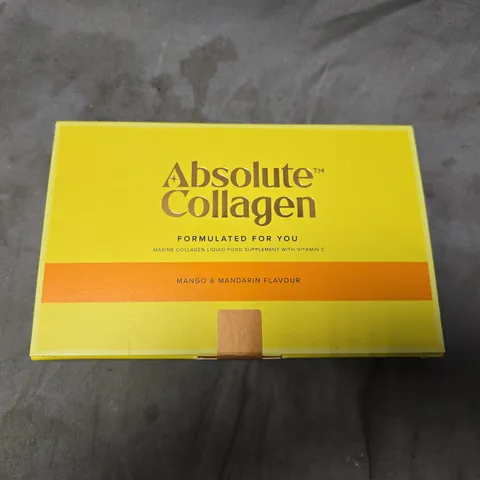 Absolute™
Collagen
FORMULATED FOR YOU
MARINE COLLAGEN LIQUID FOOD SUPPLEMENT WITH VITAMIN C
MANGO & MANDARIN FLAVOUR